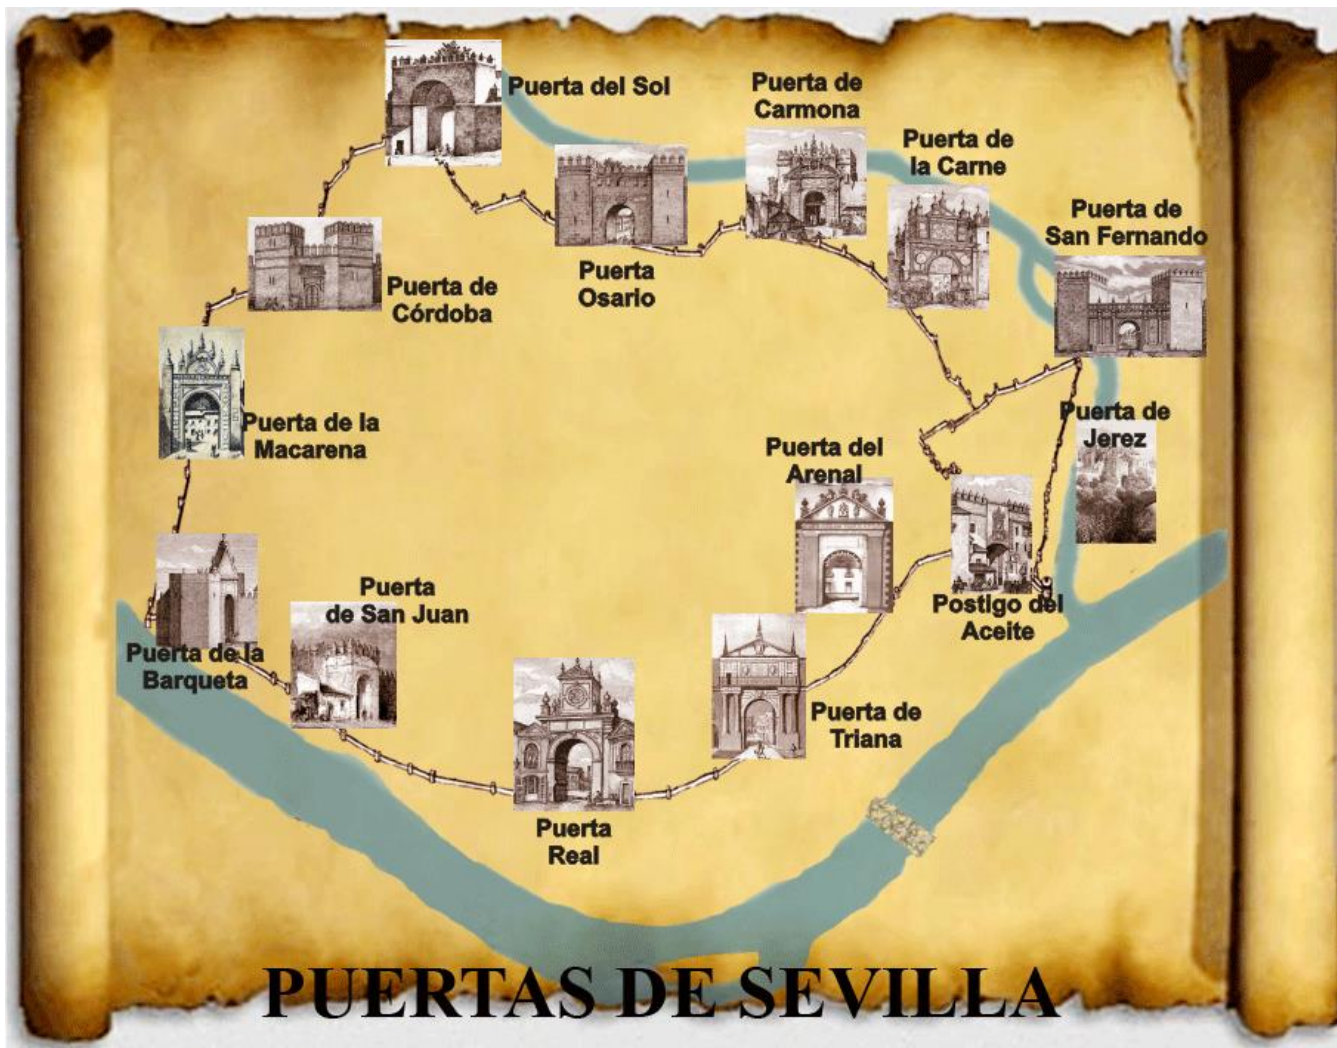 Puerta del Sol
Puerta de
Carmona
Puerta de
la Carne
Puerta de
San Fernando
Puerta
Osario
Puerta de
Córdoba
Puerta de la
Macarena
Puerta de
Jerez
Puerta del
Arenal
Puerta
de San Juan
Postigo del
Aceite
Puerta de la
Barqueta
Puerta de
Triana
Puerta
Real
PUERTAS DE SEVILLA